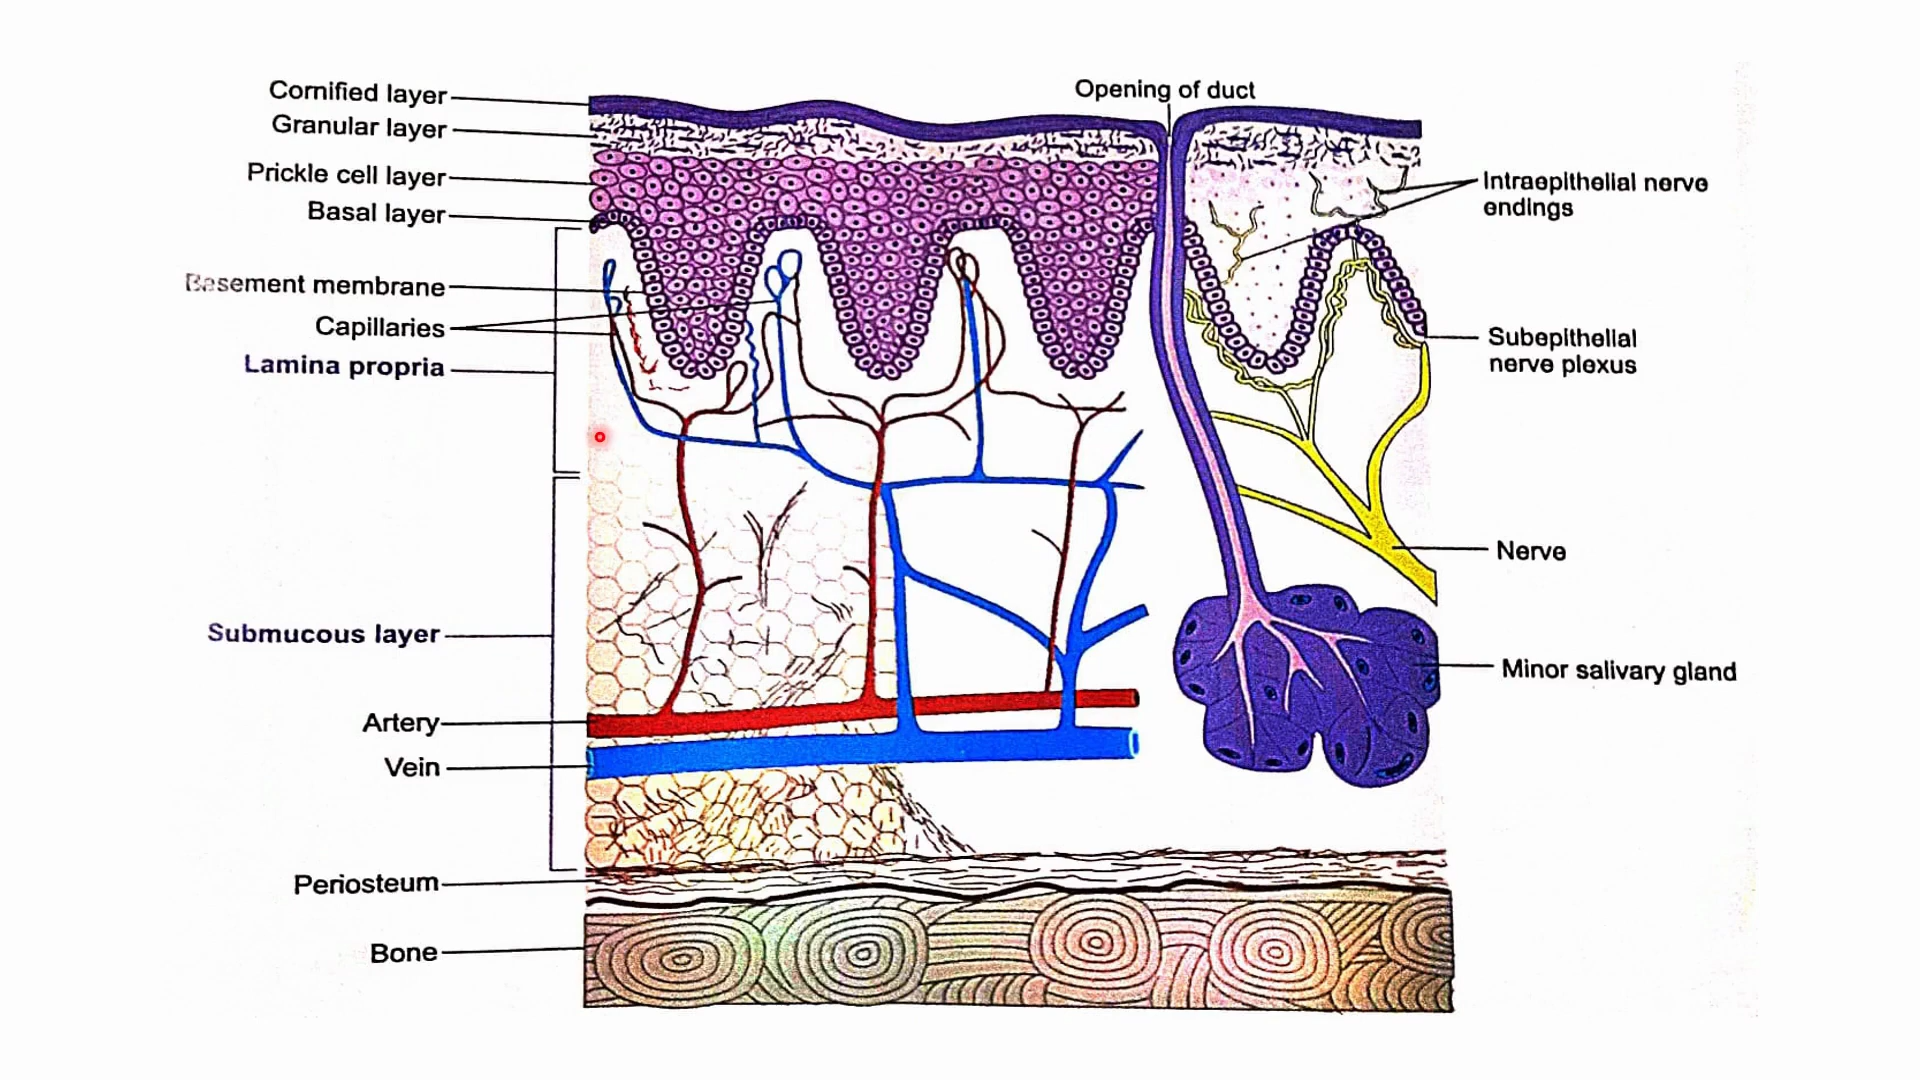 Cornified layer
Granular layer
Prickle cell layer
Basal layer
Basement membrane
Capillaries
Lamina propria
Submucous layer
Artery
Vein
Periosteum
Bone
Opening of duct
Intraepithelial nerve
endings
Subepithelial
nerve plexus
Nerve
Minor salivary gland